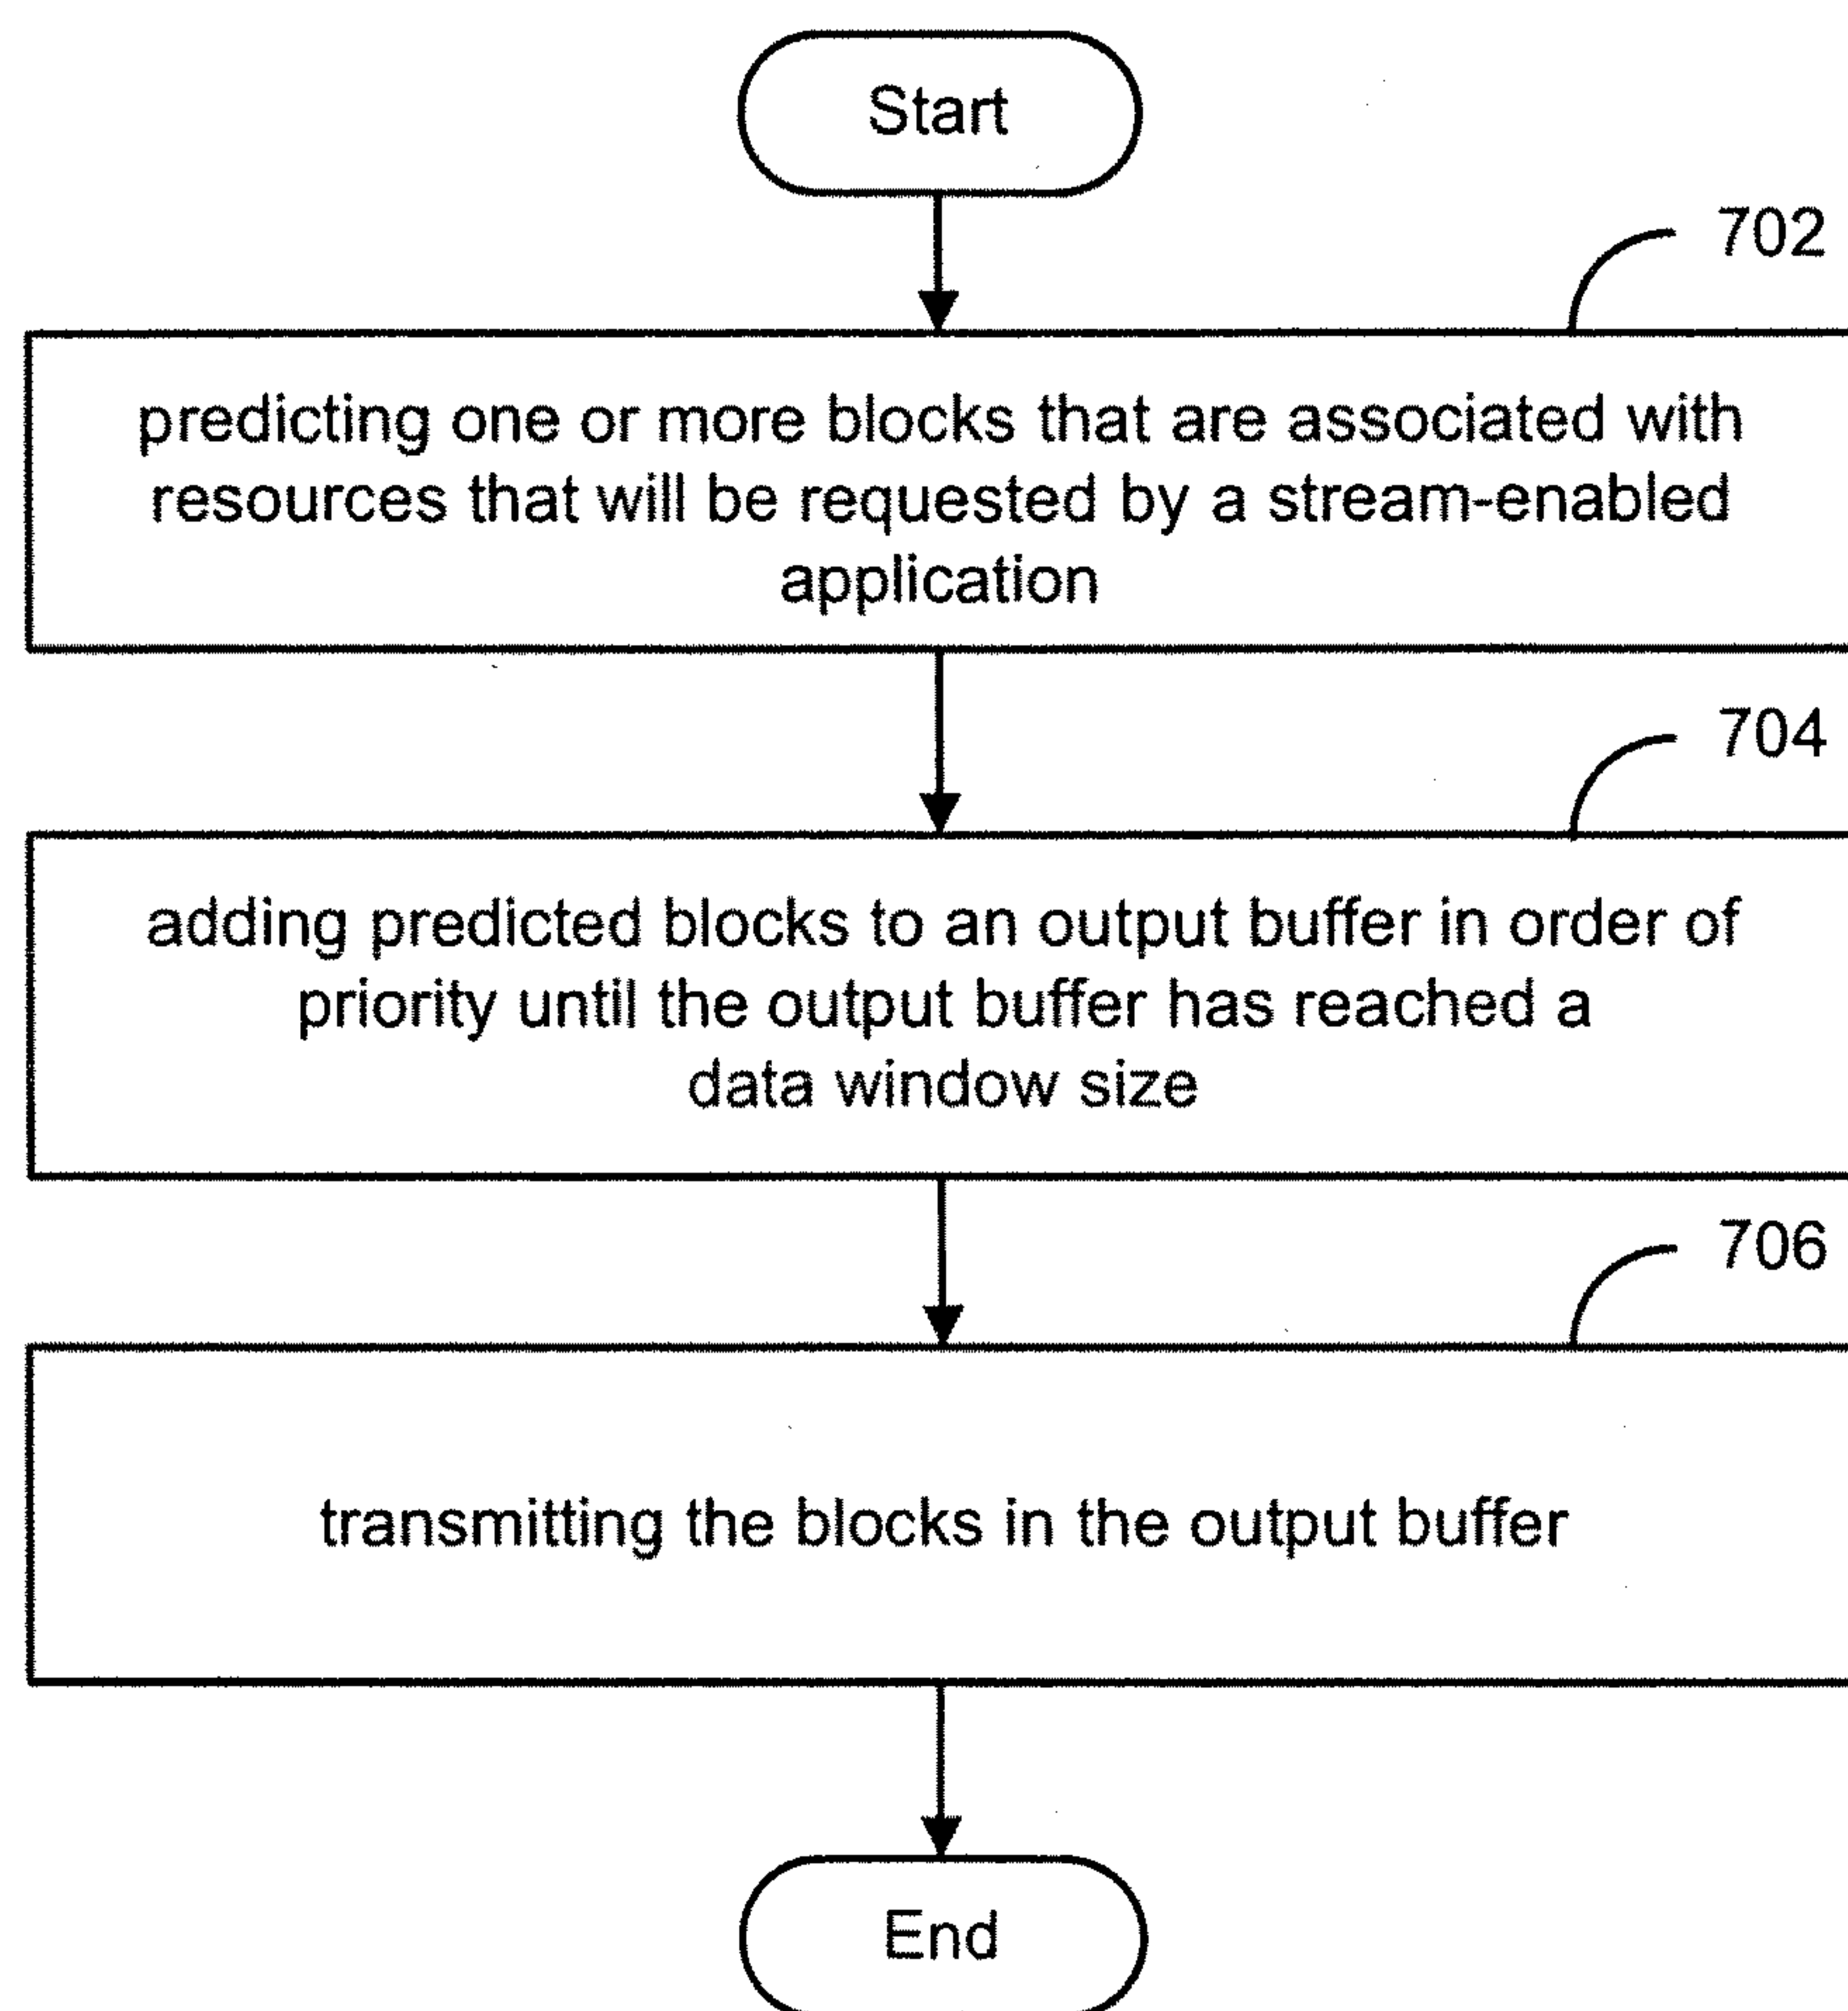 Start
702
predicting one or more blocks that are associated with
resources that will be requested by a stream-enabled
application
704
adding predicted blocks to an output buffer in order of
priority until the output buffer has reached a
data window size
706
transmitting the blocks in the output buffer
End